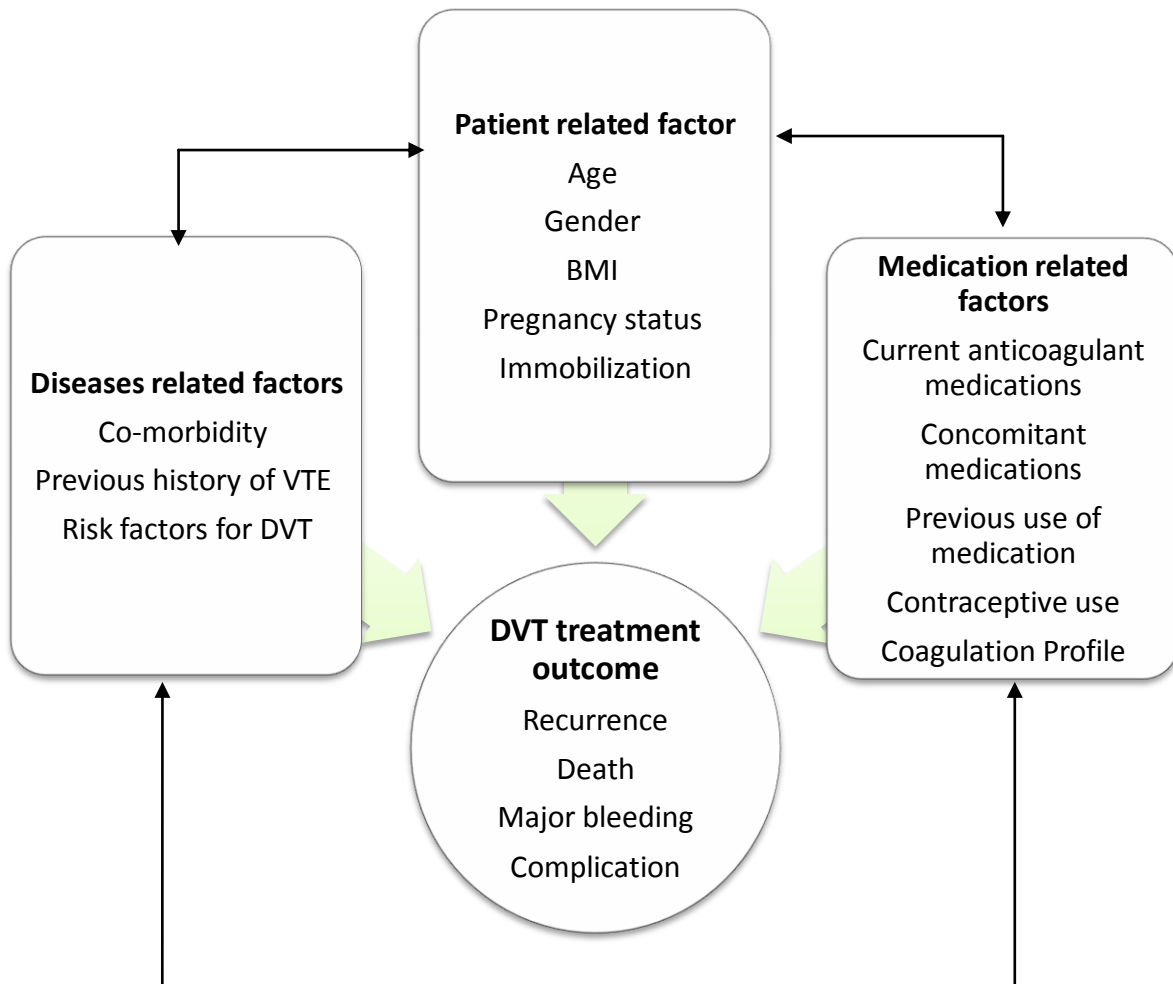 Patient related factor
Age
Gender
BMI
Pregnancy status
Immobilization
Diseases related factors
Co-morbidity
Previous history of VTE
Risk factors for DVT
Medication related
factors
Current anticoagulant
medications
Concomitant
medications
Previous use of
medication
Contraceptive use
Coagulation Profile
DVT treatment
outcome
Recurrence
Death
Major bleeding
Complication